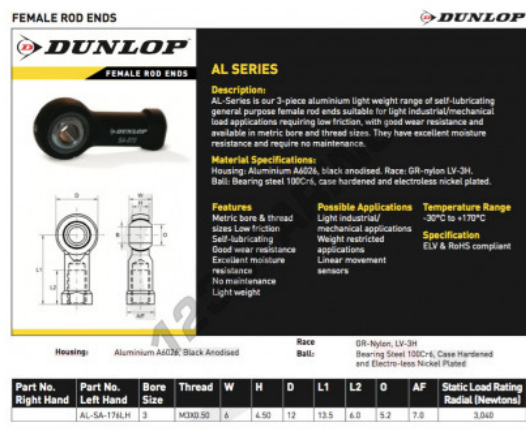 FEMALE ROD ENDS
DUNLOP
DUNLOP
FEMALE ROD ENDS
AL SERIES
Description:
AL-Series is our 3-piece aluminium light weight range of self-lubricating
general purpose female rod ends suitable for light industrial/mechanical
load applications requiring low friction, with good wear resistance and
available in metric bore and thread sizes. They have excellent moisture
resistance and require no maintenance.
Material Specifications:
Housing: Aluminium A6026, black anodised. Race: GR-nylon LV-3H.
Ball: Bearing steel 100Cr6, case hardened and electroless nickel plated.
DUNLOP
Features
Metric bore & thread
sizes Low friction
Self-lubricating
Good wear resistance
Excellent moisture
resistance
No maintenance
Light weight
Possible Applications
Light industrial/
mechanical applications
Weight restricted
applications
Linear movement
sensors
Temperature Range
-30°C to +170°C
Specification
ELV & RoHS compliant
D
W
H
B
O
L1
L2
AF
Housing: Aluminium A6026, Black Anodised
Race GR-Nylon, LV-3H
Ball: Bearing Steel 100Cr6, Case Hardened
and Electro-less Nickel Plated
Part No. Right Hand Part No. Left Hand Bore Size Thread W H D L1 L2 O AF Static Load Rating Radial (Newtons)
AL-SA-176LH 3 M3X0.50 6 4.50 12 13.5 6.0 5.2 7.0 3,040